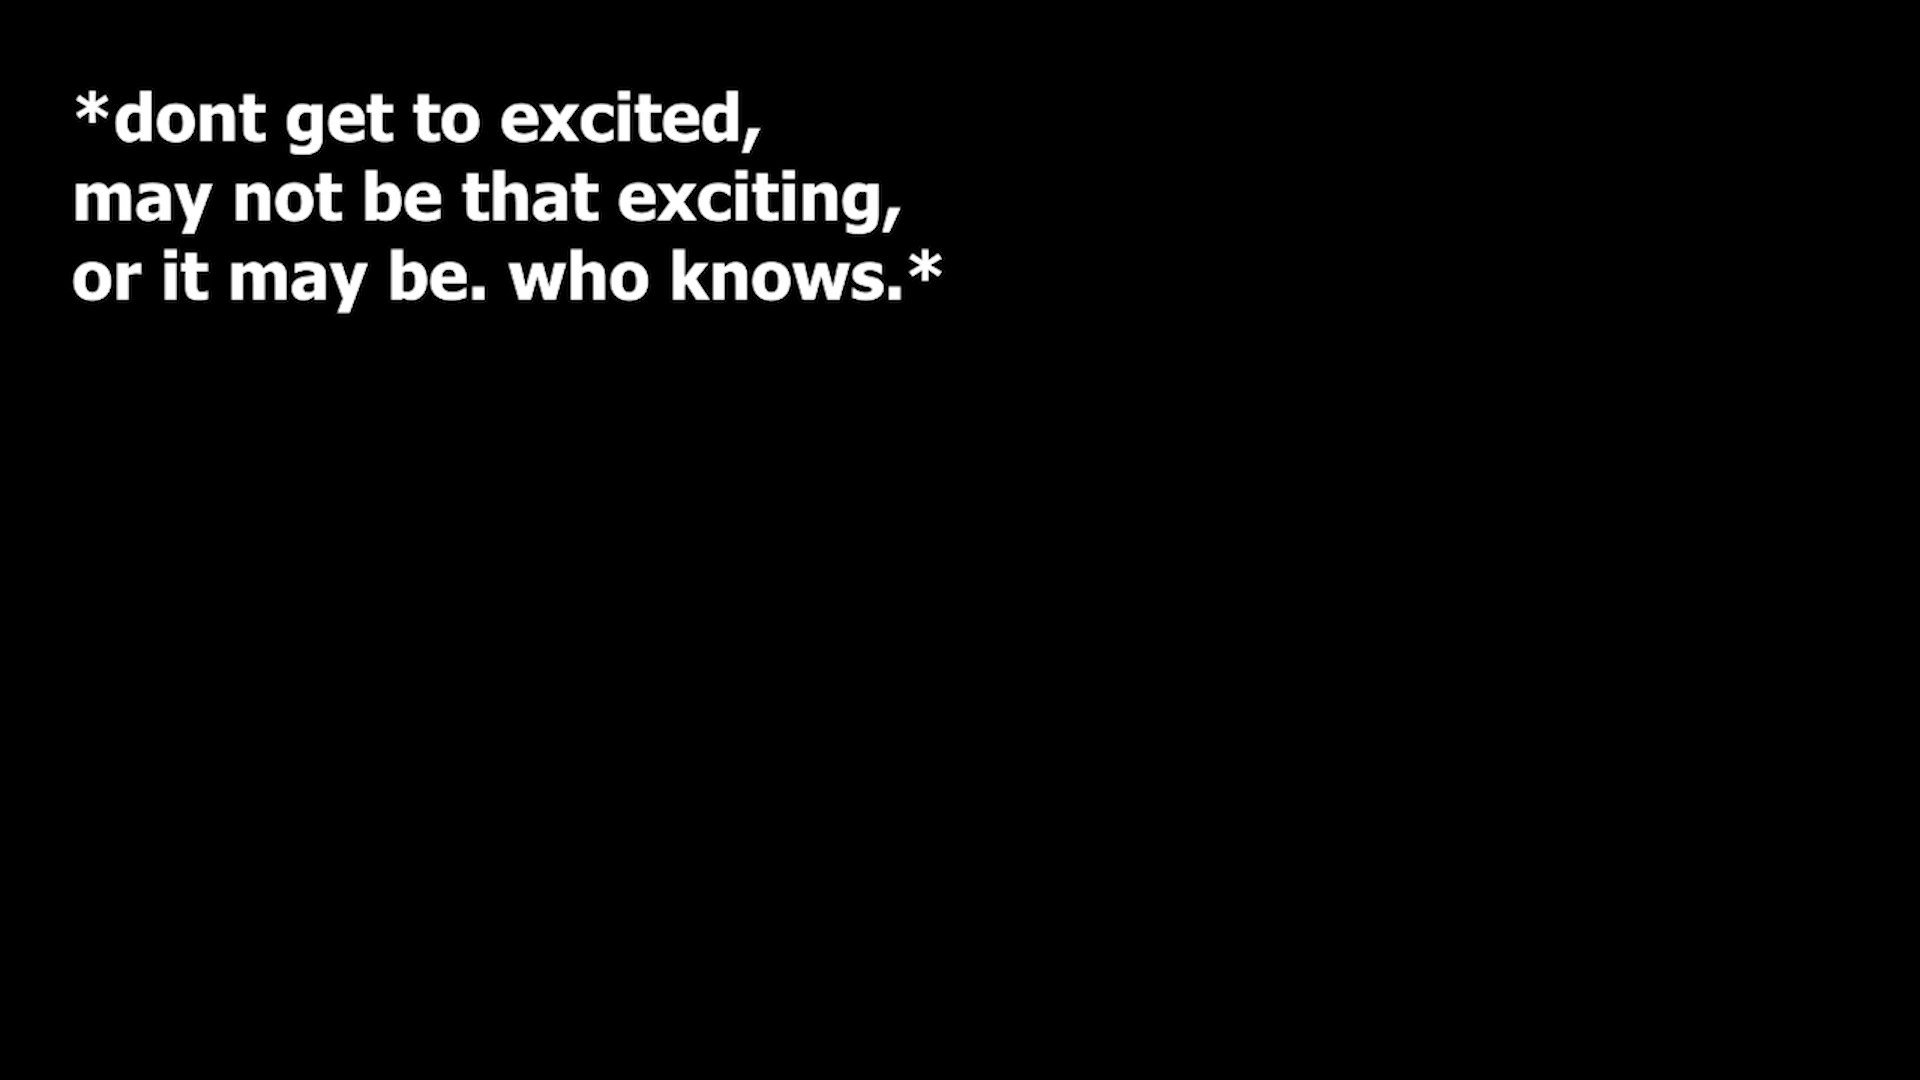 *dont get to excited,
may not be that exciting,
or it may be. who knows.*